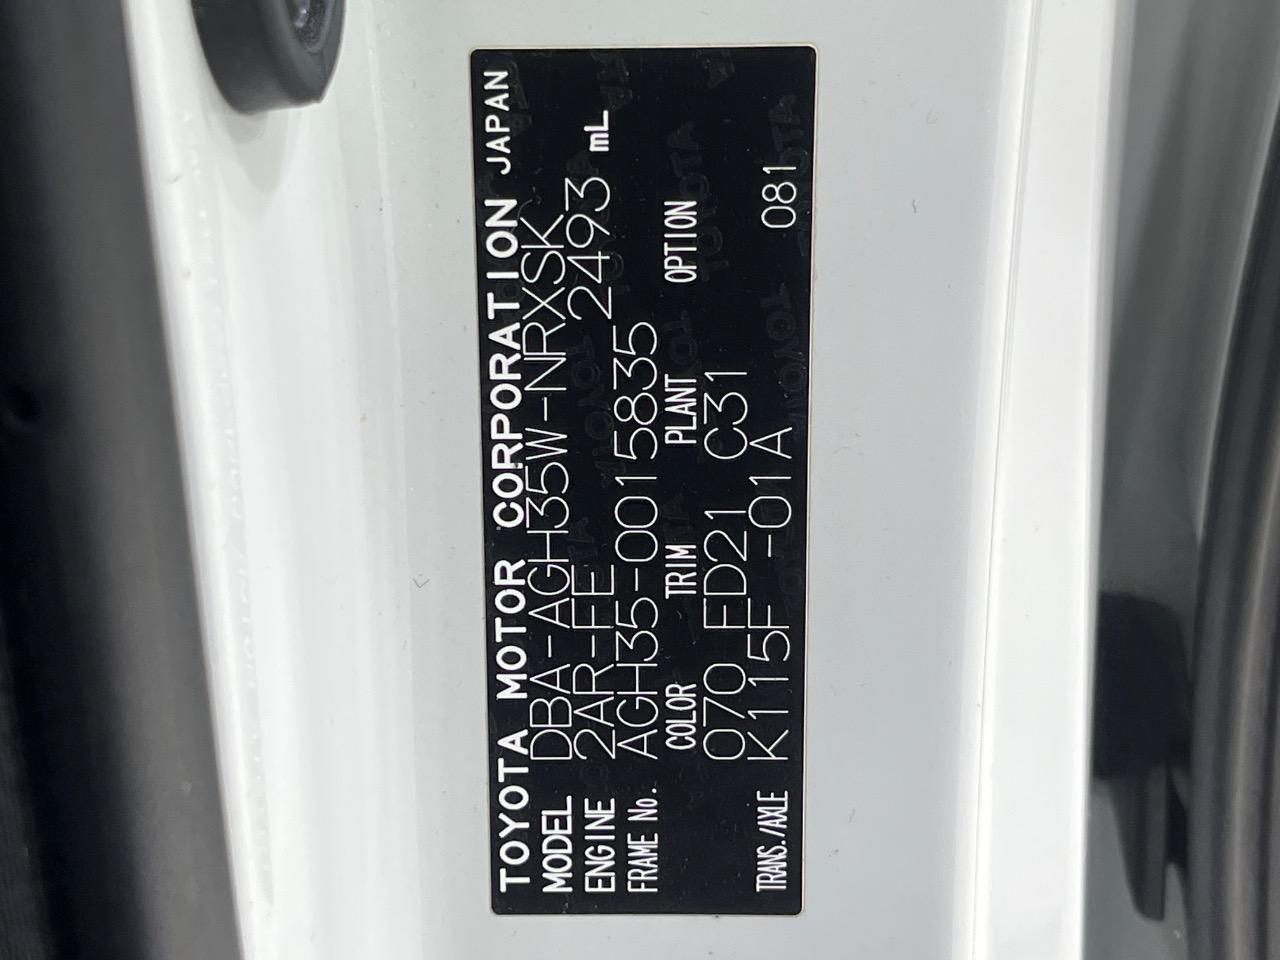 TOYOTA MOTOR CORPORATION JAPAN
MODEL DBA-AGH35W-NRXSK
ENGINE 2AR-FE 2493 mL
FRAME No. AGH35-0015835
COLOR TRIM PLANT OPTION
070 FD21 C31
TRANS./AXLE K115F -01A 081